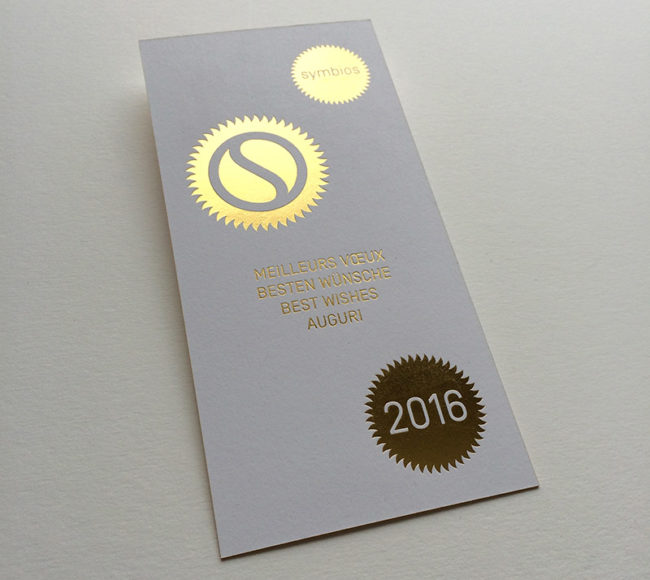 symbios
S
MEILLEURS VŒUX
BESTEN WÜNSCHE
BEST WISHES
AUGURI
2016